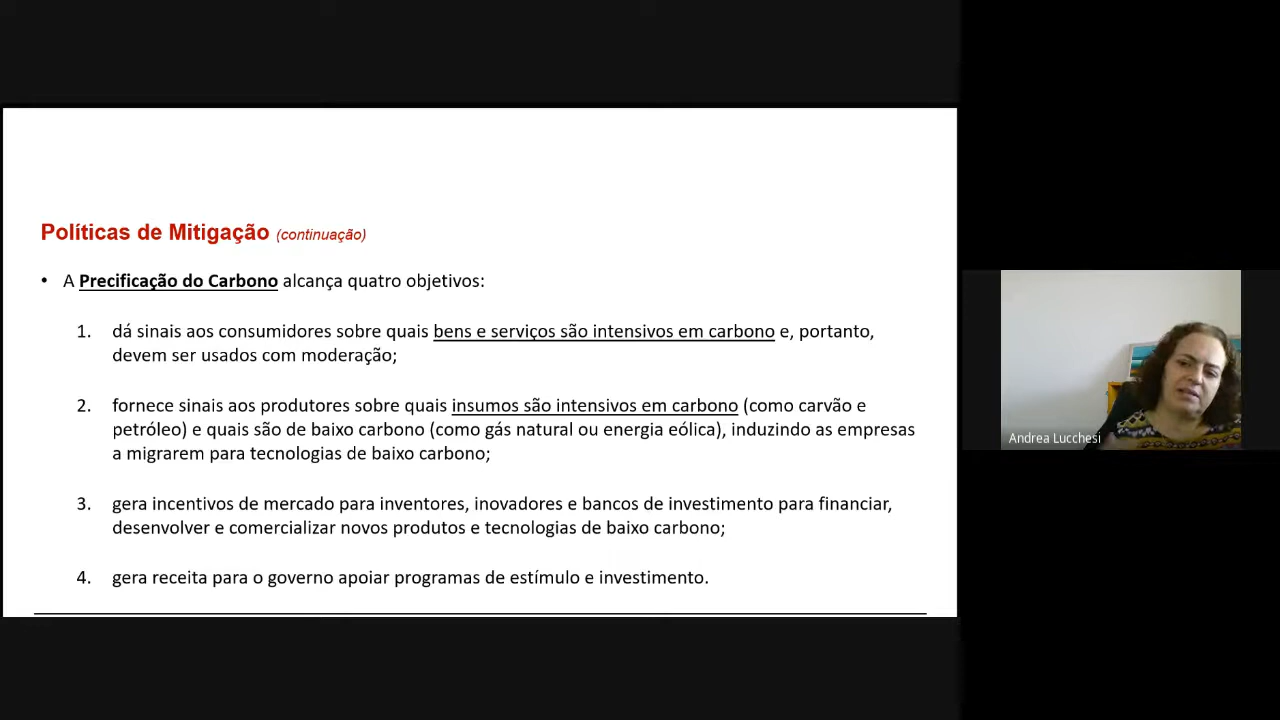 Políticas de Mitigação (continuação)
• A Precificação do Carbono alcança quatro objetivos:
1. dá sinais aos consumidores sobre quais bens e serviços são intensivos em carbono e, portanto,
devem ser usados com moderação;
2. fornece sinais aos produtores sobre quais insumos são intensivos em carbono (como carvão e
petróleo) e quais são de baixo carbono (como gás natural ou energia eólica), induzindo as empresas
a migrarem para tecnologias de baixo carbono;
3. gera incentivos de mercado para inventores, inovadores e bancos de investimento para financiar,
desenvolver e comercializar novos produtos e tecnologias de baixo carbono;
4. gera receita para o governo apoiar programas de estímulo e investimento.
Andrea Lucchesi